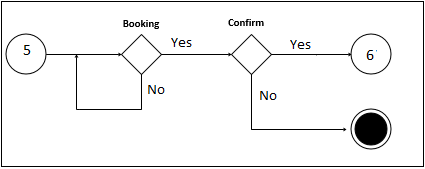 Booking
Confirm
5
Yes
Yes
6
No
No